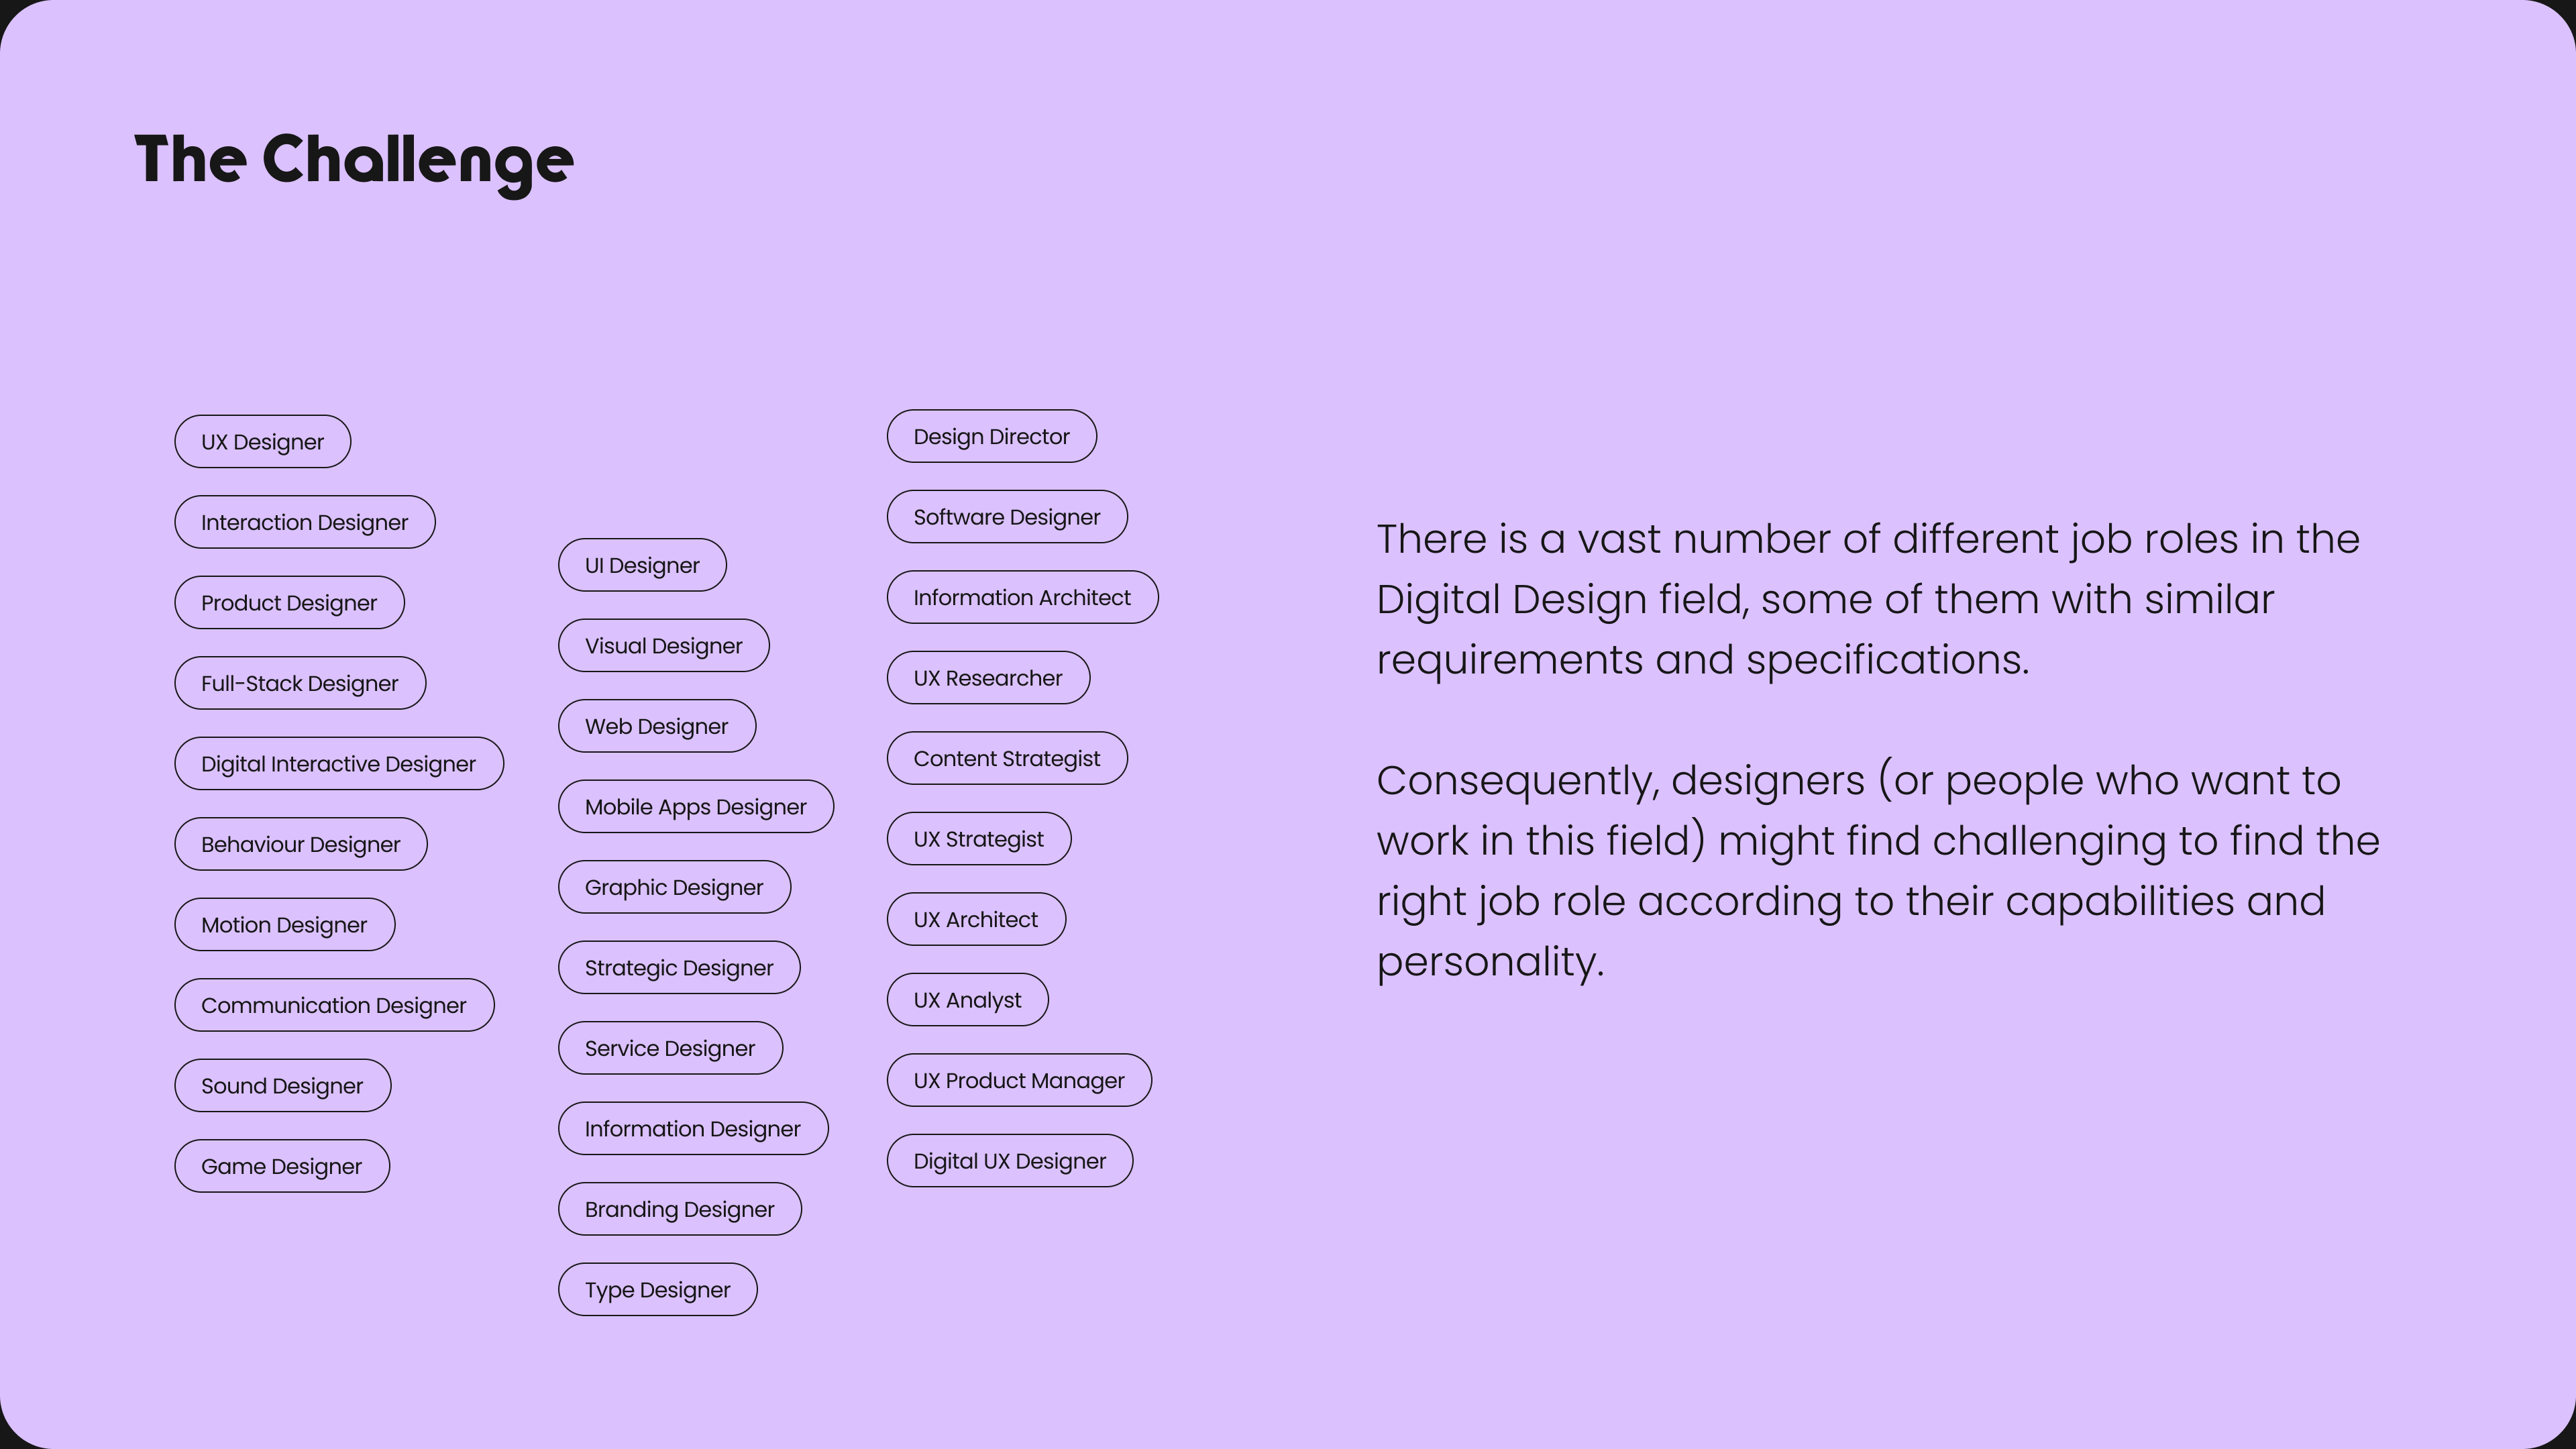 The Challenge
UX Designer
Interaction Designer
Product Designer
Full-Stack Designer
Digital Interactive Designer
Behaviour Designer
Motion Designer
Communication Designer
Sound Designer
Game Designer
UI Designer
Visual Designer
Web Designer
Mobile Apps Designer
Graphic Designer
Strategic Designer
Service Designer
Information Designer
Branding Designer
Type Designer
Design Director
Software Designer
Information Architect
UX Researcher
Content Strategist
UX Strategist
UX Architect
UX Analyst
UX Product Manager
Digital UX Designer
There is a vast number of different job roles in the
Digital Design field, some of them with similar
requirements and specifications.
Consequently, designers (or people who want to
work in this field) might find challenging to find the
right job role according to their capabilities and
personality.